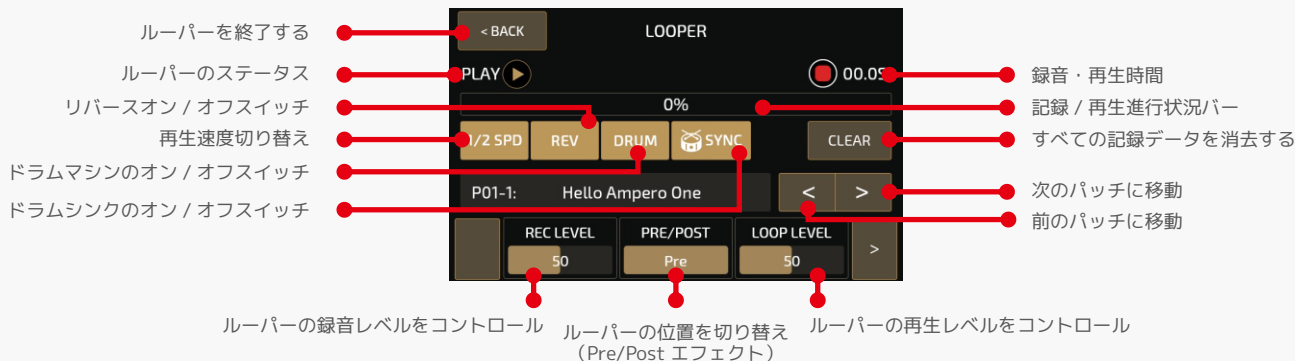 ルーパーを終了する
< BACK
LOOPER
ルーパーのステータス
PLAY
00.0S
録音・再生時間
リバースオン / オフスイッチ
0%
記録 / 再生進行状況バー
再生速度切り替え
1/2 SPD
REV
DRUM
SYNC
CLEAR
すべての記録データを消去する
ドラムマシンのオン / オフスイッチ
P01-1:
Hello Ampero One
<
>
次のパッチに移動
ドラムシンクのオン / オフスイッチ
前のパッチに移動
REC LEVEL
PRE/POST
LOOP LEVEL
50
Pre
50
>
ルーパーの録音レベルをコントロール
ルーパーの位置を切り替え
（Pre/Post エフェクト）
ルーパーの再生レベルをコントロール